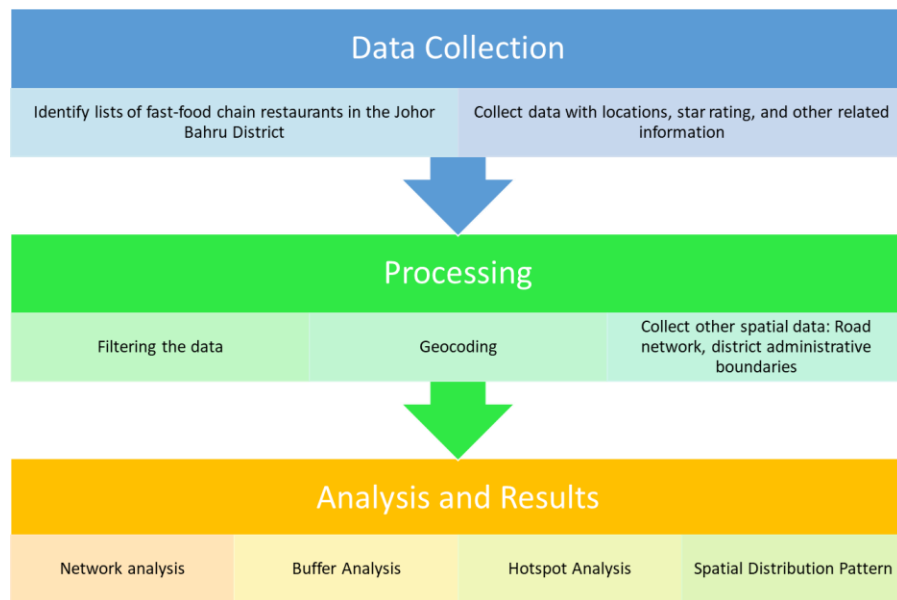 Data Collection
Identify lists of fast-food chain restaurants in the Johor
Bahru District
Collect data with locations, star rating, and other related
information
Processing
Filtering the data
Geocoding
Collect other spatial data: Road
network, district administrative
boundaries
Analysis and Results
Network analysis
Buffer Analysis
Hotspot Analysis
Spatial Distribution Pattern